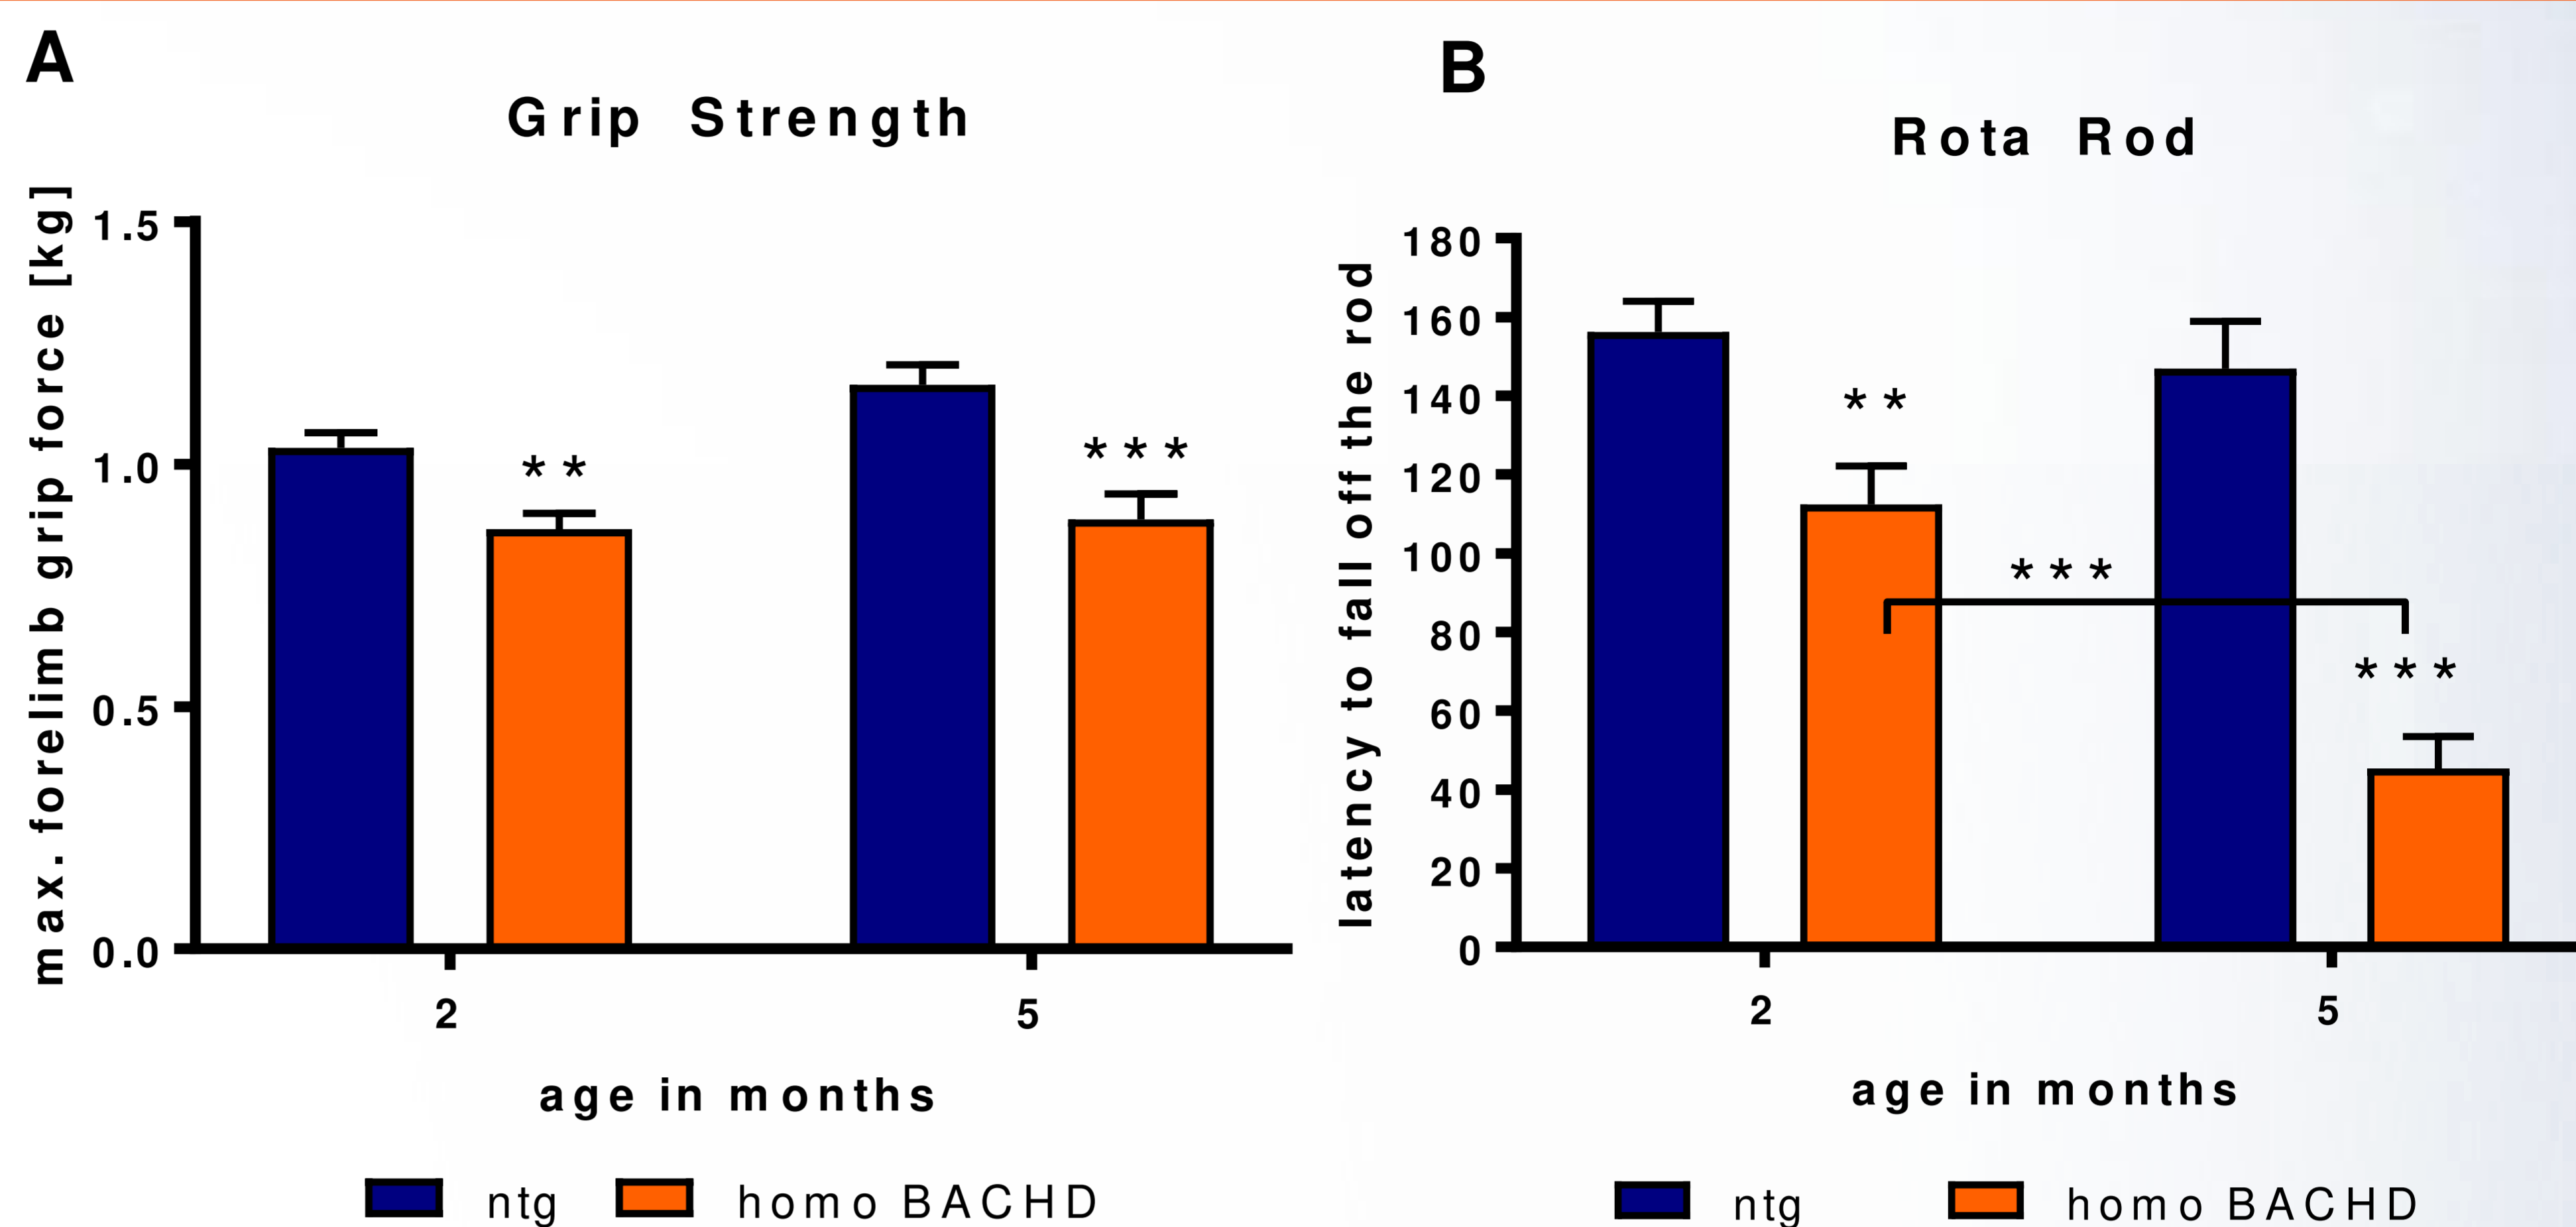 A
Grip Strength
max. forelimb grip force [kg]
1.5
1.0
0.5
0.0
**
***
2
5
age in months
ntg
homo BACHD
B
Rota Rod
latency to fall off the rod
180
160
140
120
100
80
60
40
20
0
**
***
***
2
5
age in months
ntg
homo BACHD